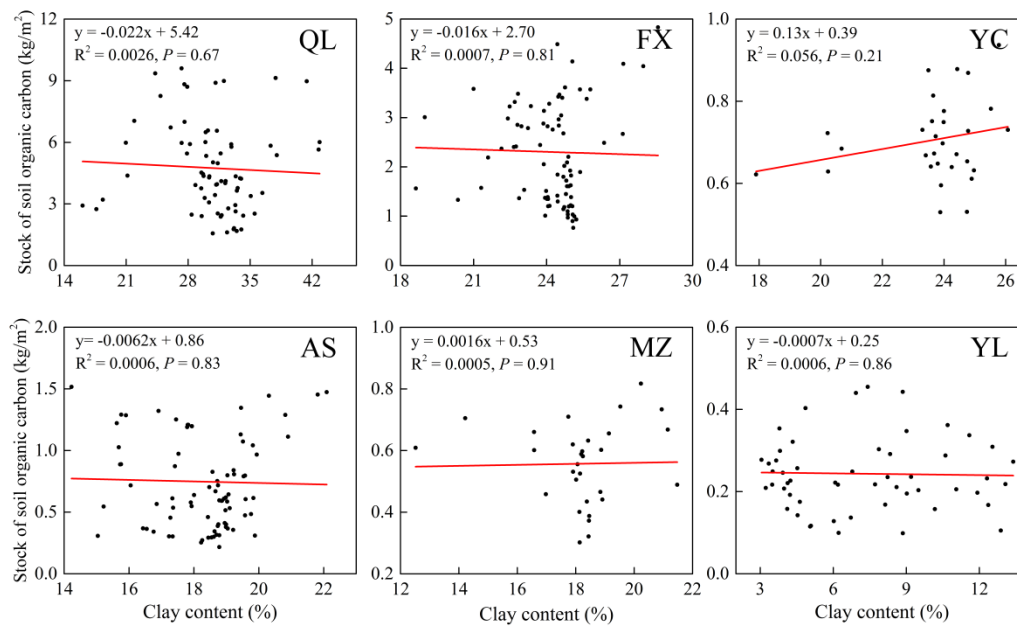 y = -0.022x + 5.42
R² = 0.0026, P = 0.67
QL
12
9
6
3
0
14
21
28
35
42
y = -0.016x + 2.70
R² = 0.0007, P = 0.81
FX
5
4
3
2
1
0
18
20
22
24
26
28
30
y = 0.13x + 0.39
R² = 0.056, P = 0.21
YC
1.0
0.8
0.6
0.4
18
20
22
24
26
Stock of soil organic carbon (kg/m²)
y= -0.0062x + 0.86
R² = 0.0006, P = 0.83
AS
2.0
1.5
1.0
0.5
0.0
14
16
18
20
22
Clay content (%)
y = 0.0016x + 0.53
R² = 0.0005, P = 0.91
MZ
1.0
0.8
0.6
0.4
0.2
12
14
16
18
20
22
Clay content (%)
y = -0.0007x + 0.25
R² = 0.0006, P = 0.86
YL
0.6
0.4
0.2
0.0
3
6
9
12
Clay content (%)
Stock of soil organic carbon (kg/m²)